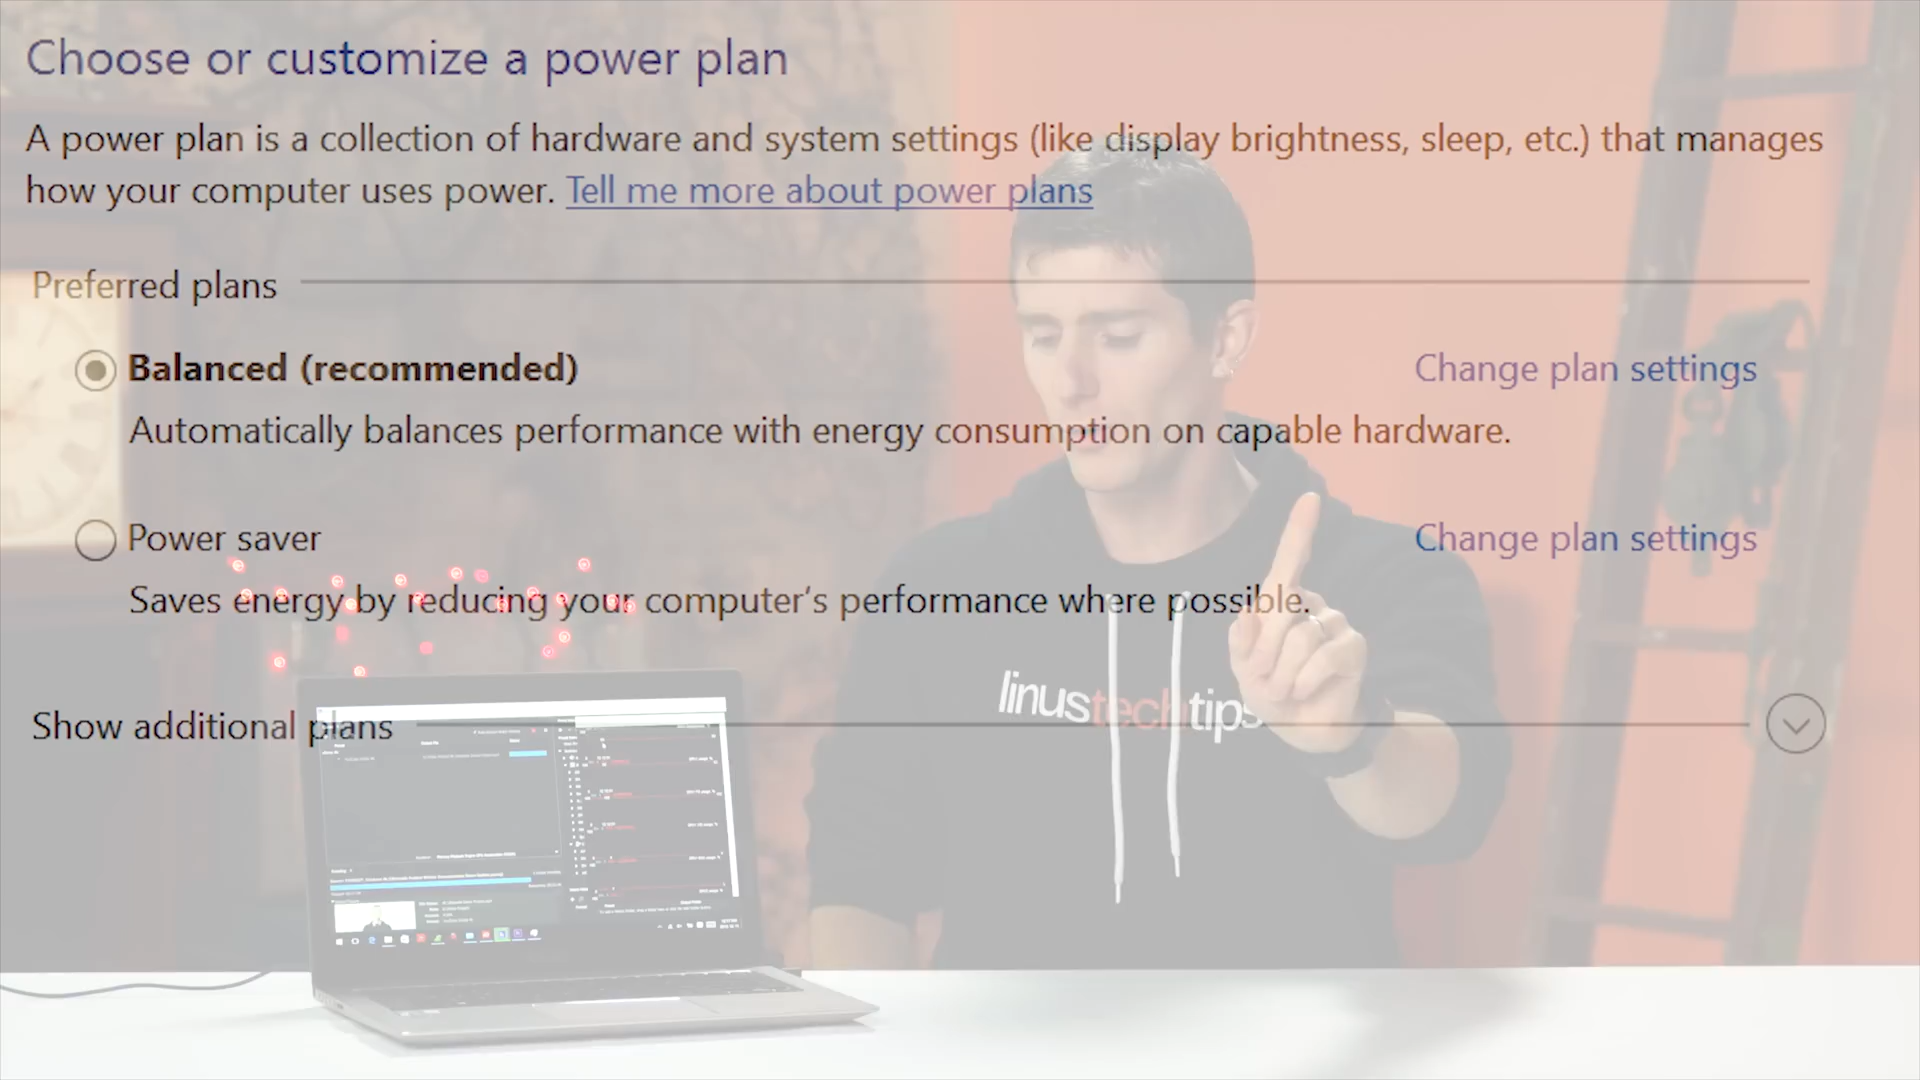 Choose or customize a power plan
A power plan is a collection of hardware and system settings (like display brightness, sleep, etc.) that manages
how your computer uses power. Tell me more about power plans
Preferred plans
Balanced (recommended)
Change plan settings
Automatically balances performance with energy consumption on capable hardware.
Power saver
Change plan settings
Saves energy by reducing your computer's performance where possible.
linustechtips
Show additional plans